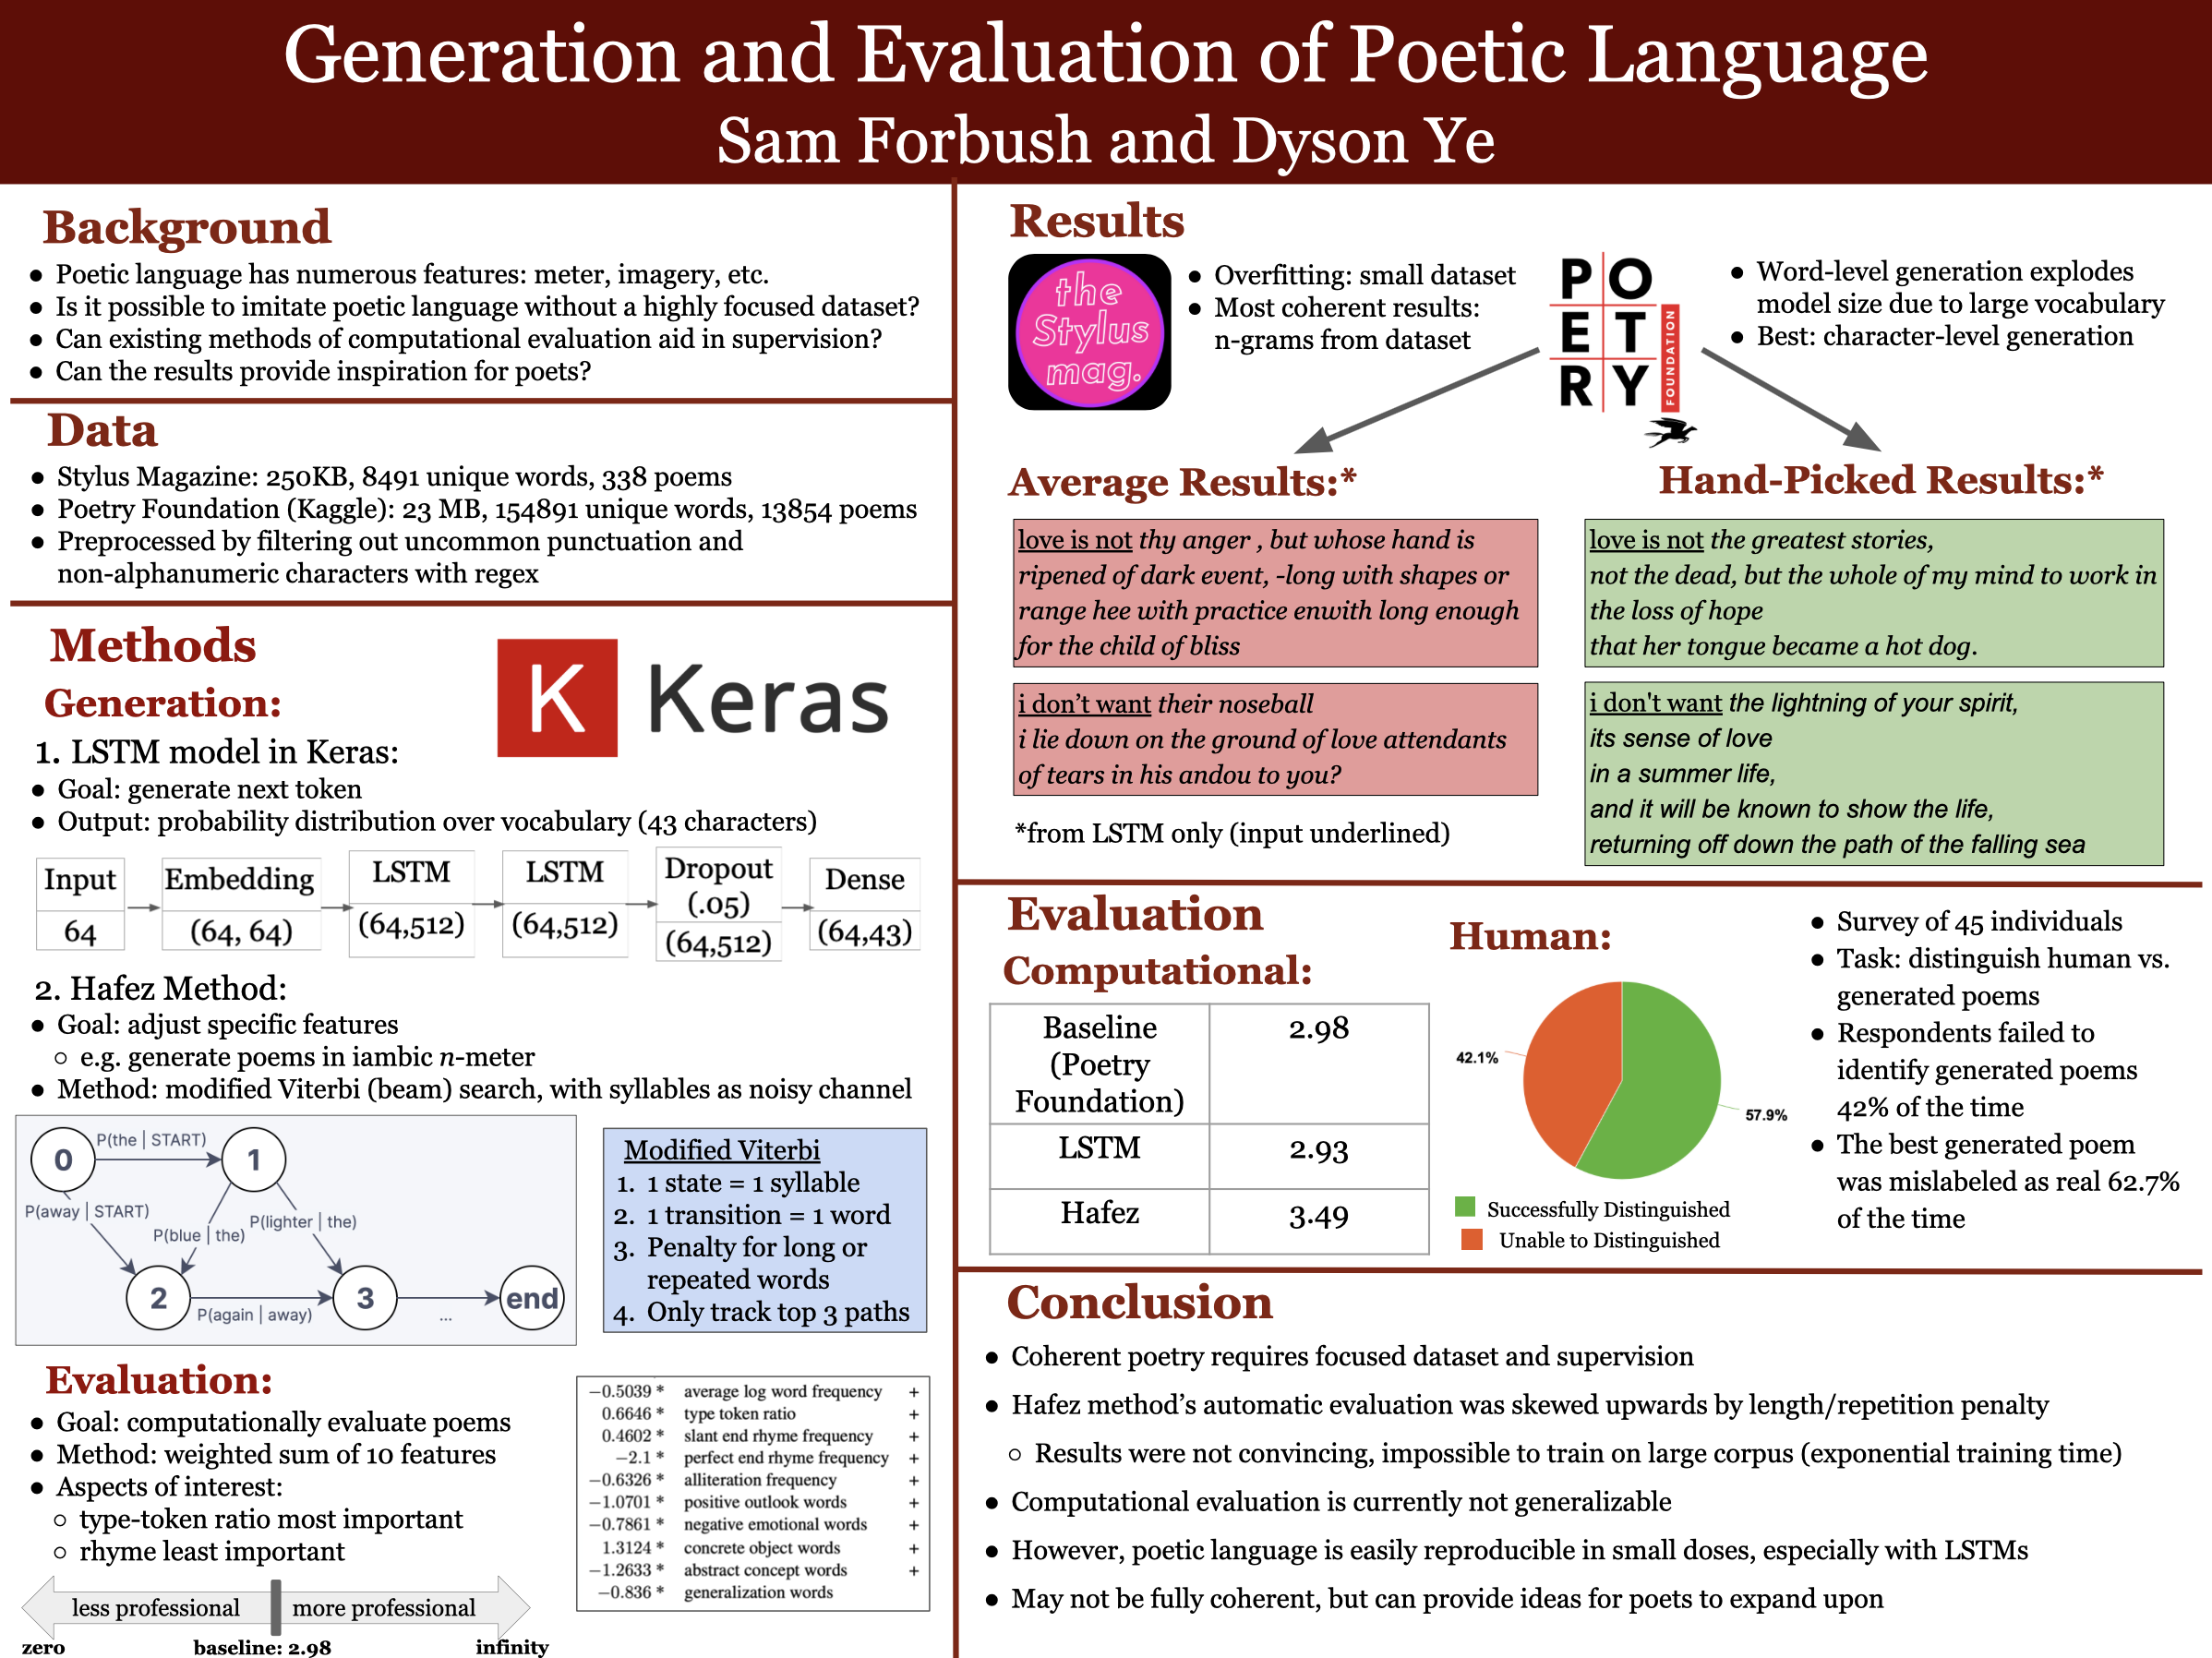 Generation and Evaluation of Poetic Language
Sam Forbush and Dyson Ye
Background
● Poetic language has numerous features: meter, imagery, etc.
● Is it possible to imitate poetic language without a highly focused dataset?
● Can existing methods of computational evaluation aid in supervision?
● Can the results provide inspiration for poets?
Data
● Stylus Magazine: 250KB, 8491 unique words, 338 poems
● Poetry Foundation (Kaggle): 23 MB, 154891 unique words, 13854 poems
● Preprocessed by filtering out uncommon punctuation and
non-alphanumeric characters with regex
Methods
K Keras
Generation:
1. LSTM model in Keras:
● Goal: generate next token
● Output: probability distribution over vocabulary (43 characters)
Input
64
Embedding
(64, 64)
LSTM
(64,512)
LSTM
(64,512)
Dropout
(.05)
(64,512)
Dense
(64,43)
2. Hafez Method:
● Goal: adjust specific features
○ e.g. generate poems in iambic n-meter
● Method: modified Viterbi (beam) search, with syllables as noisy channel
0
P(the | START)
1
P(away | START)
P(blue | the)
P(lighter | the)
2
P(again | away)
3
...
end
Modified Viterbi
1. 1 state = 1 syllable
2. 1 transition = 1 word
3. Penalty for long or
repeated words
4. Only track top 3 paths
Evaluation:
● Goal: computationally evaluate poems
● Method: weighted sum of 10 features
● Aspects of interest:
○ type-token ratio most important
○ rhyme least important
less professional
more professional
zero
baseline: 2.98
infinity
−0.5039 * average log word frequency +
0.6646 * type token ratio +
0.4602 * slant end rhyme frequency +
−2.1 * perfect end rhyme frequency +
−0.6326 * alliteration frequency +
−1.0701 * positive outlook words +
−0.7861 * negative emotional words +
1.3124 * concrete object words +
−1.2633 * abstract concept words +
−0.836 * generalization words
Results
the
Stylus
mag.
● Overfitting: small dataset
● Most coherent results:
n-grams from dataset
PO
ET
RY
FOUNDATION
● Word-level generation explodes
model size due to large vocabulary
● Best: character-level generation
Average Results:*
love is not thy anger , but whose hand is
ripened of dark event, -long with shapes or
range hee with practice enwith long enough
for the child of bliss
i don’t want their noseball
i lie down on the ground of love attendants
of tears in his andou to you?
*from LSTM only (input underlined)
Hand-Picked Results:*
love is not the greatest stories,
not the dead, but the whole of my mind to work in
the loss of hope
that her tongue became a hot dog.
i don't want the lightning of your spirit,
its sense of love
in a summer life,
and it will be known to show the life,
returning off down the path of the falling sea
Evaluation
Computational:
Baseline
(Poetry
Foundation)
2.98
LSTM
2.93
Hafez
3.49
Human:
42.1%
57.9%
Successfully Distinguished
Unable to Distinguished
● Survey of 45 individuals
● Task: distinguish human vs.
generated poems
● Respondents failed to
identify generated poems
42% of the time
● The best generated poem
was mislabeled as real 62.7%
of the time
Conclusion
● Coherent poetry requires focused dataset and supervision
● Hafez method’s automatic evaluation was skewed upwards by length/repetition penalty
○ Results were not convincing, impossible to train on large corpus (exponential training time)
● Computational evaluation is currently not generalizable
● However, poetic language is easily reproducible in small doses, especially with LSTMs
● May not be fully coherent, but can provide ideas for poets to expand upon